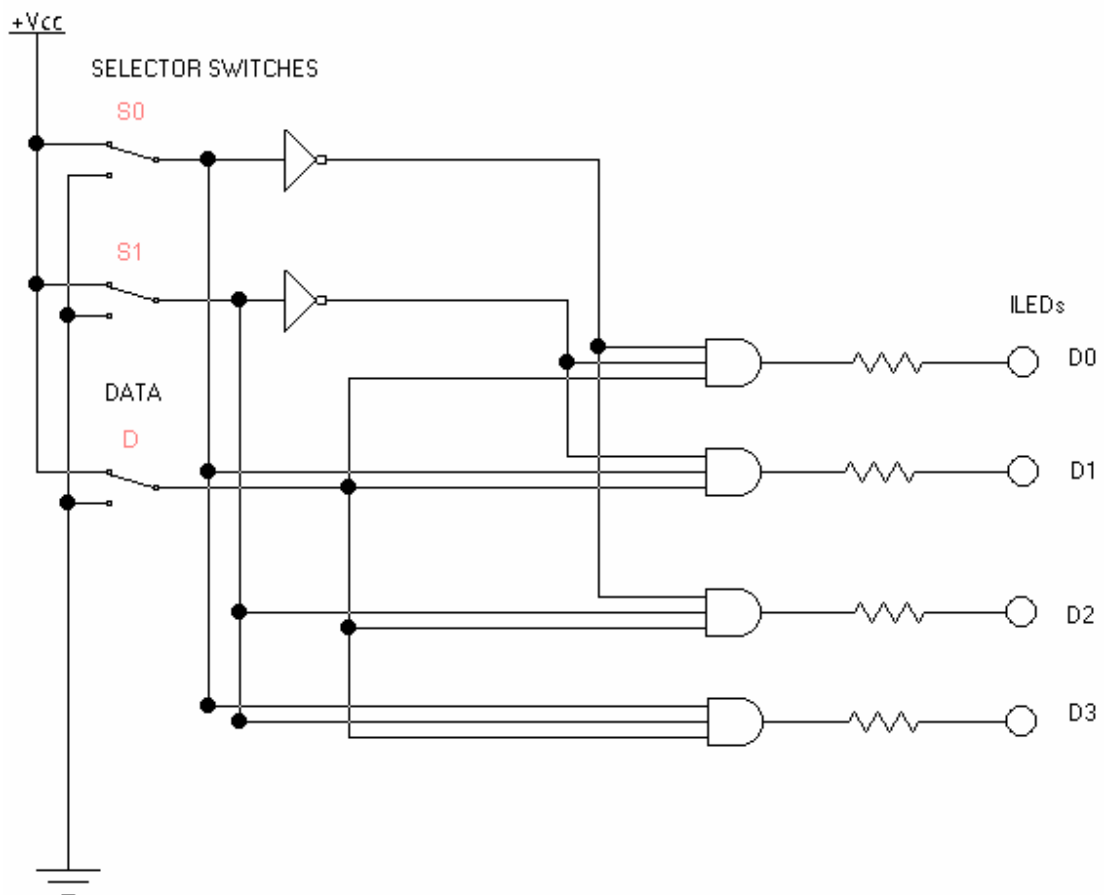 +Vcc
SELECTOR SWITCHES
S0
S1
ILEDs
D0
DATA
D
D1
D2
D3